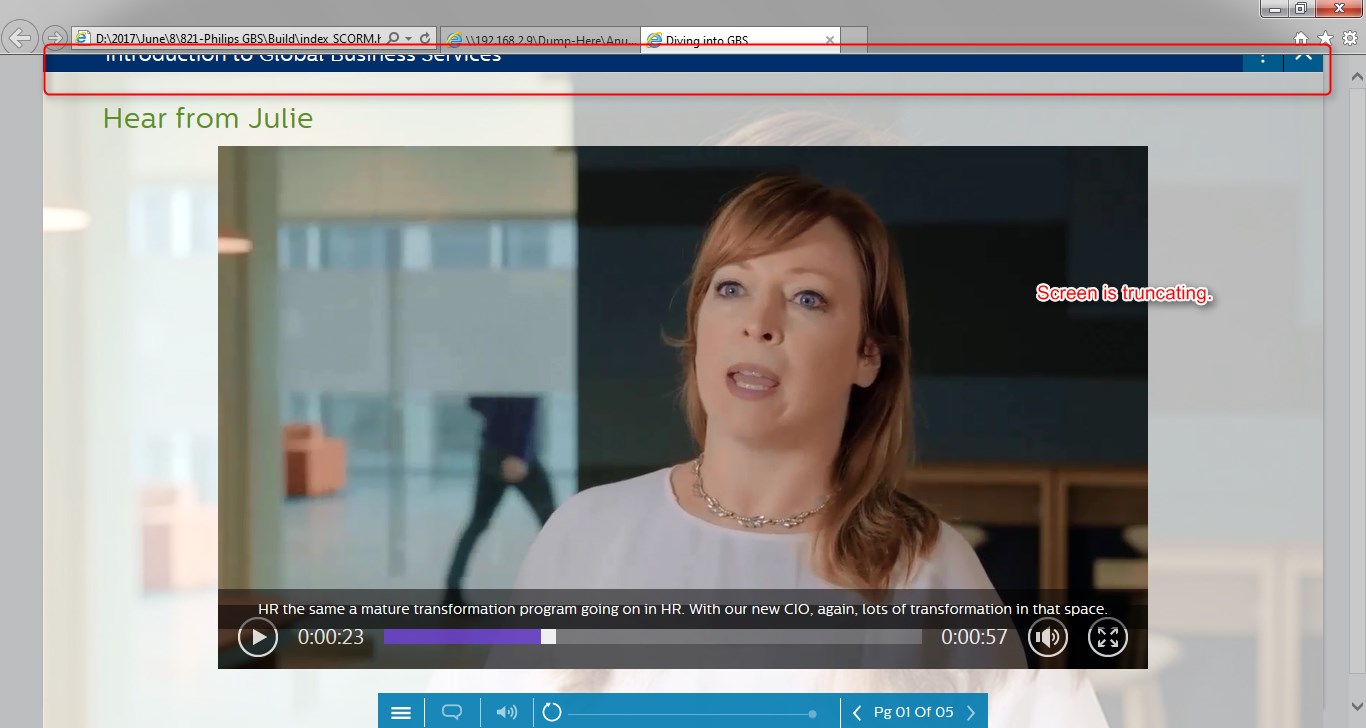 D:\2017\June\8\821-Philips GBS\Build\index_SCORM.h
\\192.168.2.9\Dump-Here\Anu...
Diving into GBS
Introduction to Global Business Services
Hear from Julie
Screen is truncating.
HR the same a mature transformation program going on in HR. With our new CIO, again, lots of transformation in that space.
0:00:23
0:00:57
Pg 01 Of 05